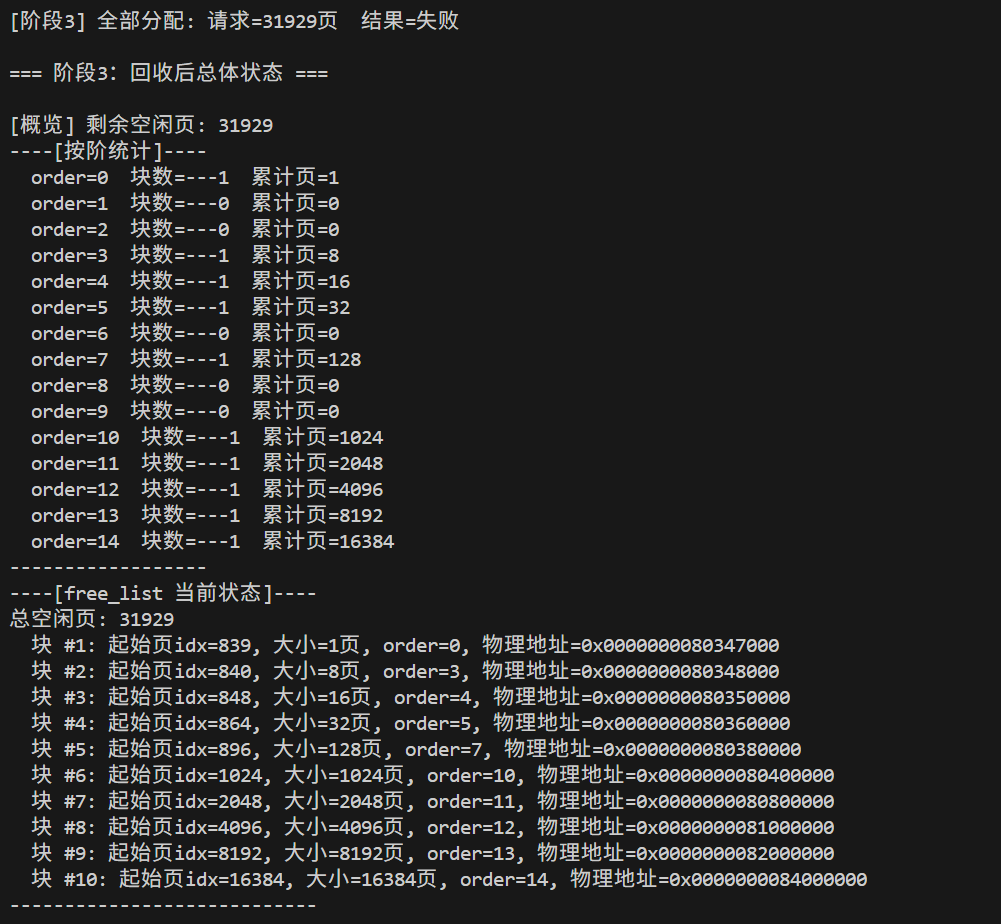 [阶段3] 全部分配: 请求=31929页  结果=失败
=== 阶段3: 回收后总体状态 ===
[概览] 剩余空闲页: 31929
----[按阶统计]----
order=0  块数=---1  累计页=1
order=1  块数=---0  累计页=0
order=2  块数=---0  累计页=0
order=3  块数=---1  累计页=8
order=4  块数=---1  累计页=16
order=5  块数=---1  累计页=32
order=6  块数=---0  累计页=0
order=7  块数=---1  累计页=128
order=8  块数=---0  累计页=0
order=9  块数=---0  累计页=0
order=10  块数=---1  累计页=1024
order=11  块数=---1  累计页=2048
order=12  块数=---1  累计页=4096
order=13  块数=---1  累计页=8192
order=14  块数=---1  累计页=16384
------------------
----[free_list 当前状态]----
总空闲页: 31929
块 #1: 起始页idx=839, 大小=1页, order=0, 物理地址=0x0000000080347000
块 #2: 起始页idx=840, 大小=8页, order=3, 物理地址=0x0000000080348000
块 #3: 起始页idx=848, 大小=16页, order=4, 物理地址=0x0000000080350000
块 #4: 起始页idx=864, 大小=32页, order=5, 物理地址=0x0000000080360000
块 #5: 起始页idx=896, 大小=128页, order=7, 物理地址=0x0000000080380000
块 #6: 起始页idx=1024, 大小=1024页, order=10, 物理地址=0x0000000080400000
块 #7: 起始页idx=2048, 大小=2048页, order=11, 物理地址=0x0000000080800000
块 #8: 起始页idx=4096, 大小=4096页, order=12, 物理地址=0x0000000081000000
块 #9: 起始页idx=8192, 大小=8192页, order=13, 物理地址=0x0000000082000000
块 #10: 起始页idx=16384, 大小=16384页, order=14, 物理地址=0x0000000084000000
----------------------------